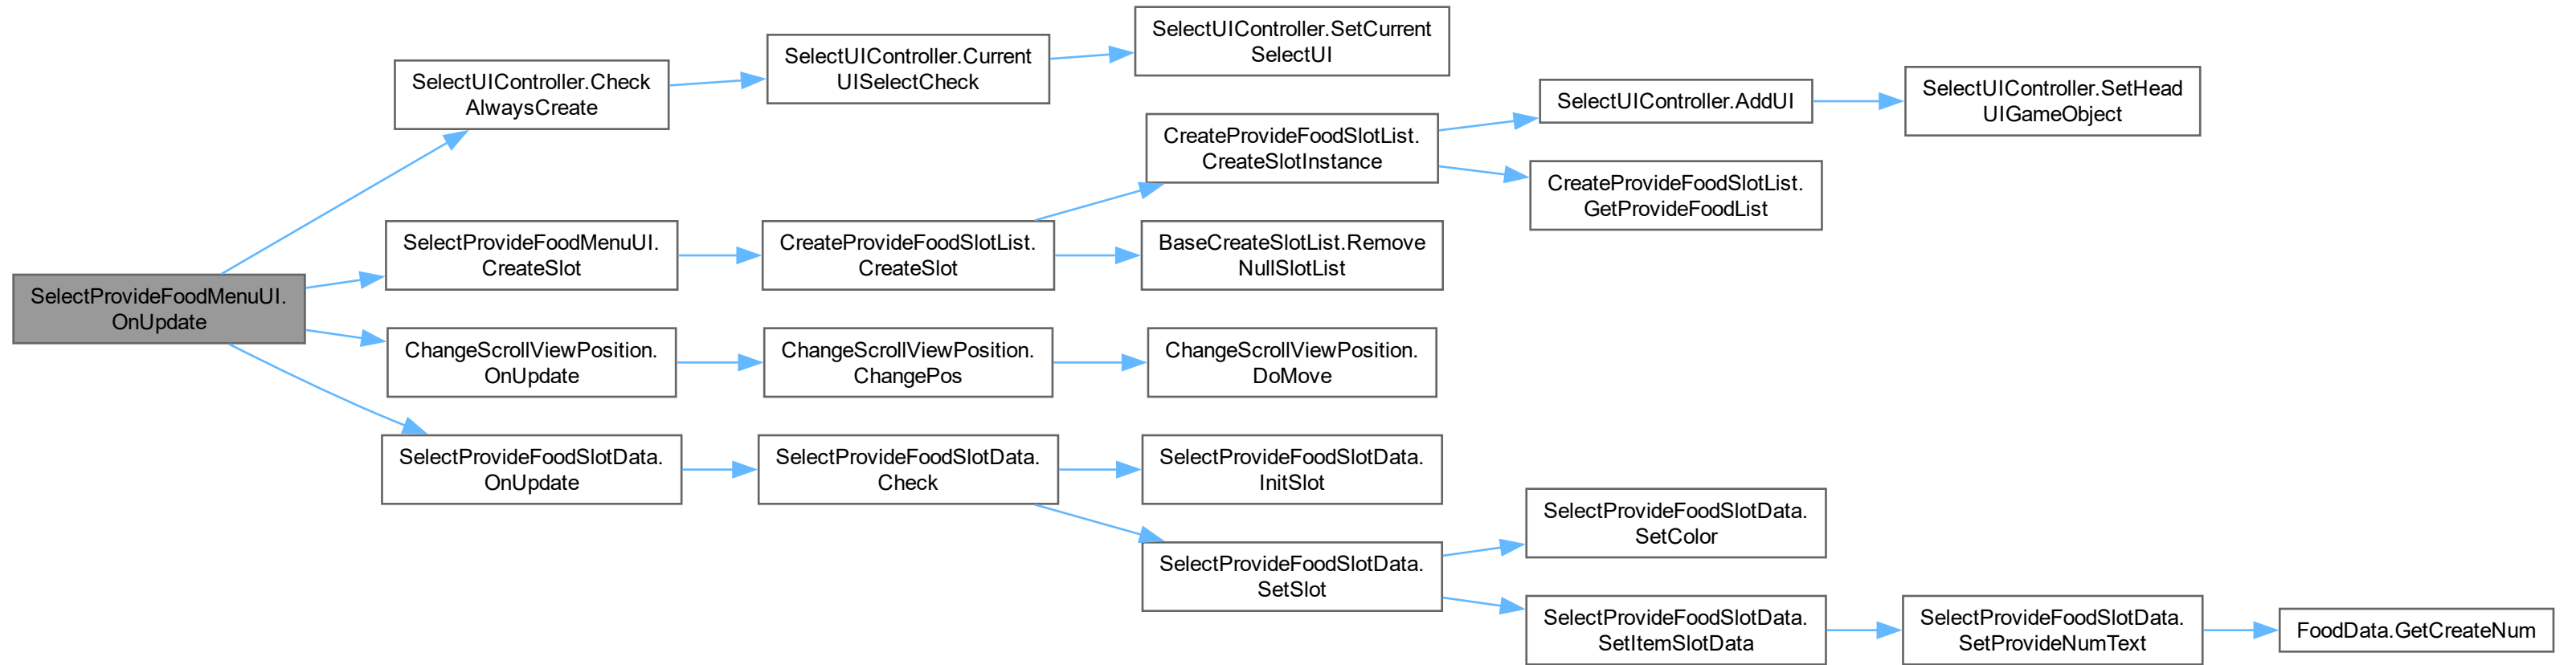 SelectProvideFoodMenuUI.
OnUpdate
SelectUIController.Check
AlwaysCreate
SelectUIController.Current
UISelectCheck
SelectUIController.SetCurrent
SelectUI
SelectProvideFoodMenuUI.
CreateSlot
CreateProvideFoodSlotList.
CreateSlot
CreateProvideFoodSlotList.
CreateSlotInstance
SelectUIController.AddUI
SelectUIController.SetHead
UIGameObject
CreateProvideFoodSlotList.
GetProvideFoodList
BaseCreateSlotList.Remove
NullSlotList
ChangeScrollViewPosition.
OnUpdate
ChangeScrollViewPosition.
ChangePos
ChangeScrollViewPosition.
DoMove
SelectProvideFoodSlotData.
OnUpdate
SelectProvideFoodSlotData.
Check
SelectProvideFoodSlotData.
InitSlot
SelectProvideFoodSlotData.
SetSlot
SelectProvideFoodSlotData.
SetColor
SelectProvideFoodSlotData.
SetItemSlotData
SelectProvideFoodSlotData.
SetProvideNumText
FoodData.GetCreateNum